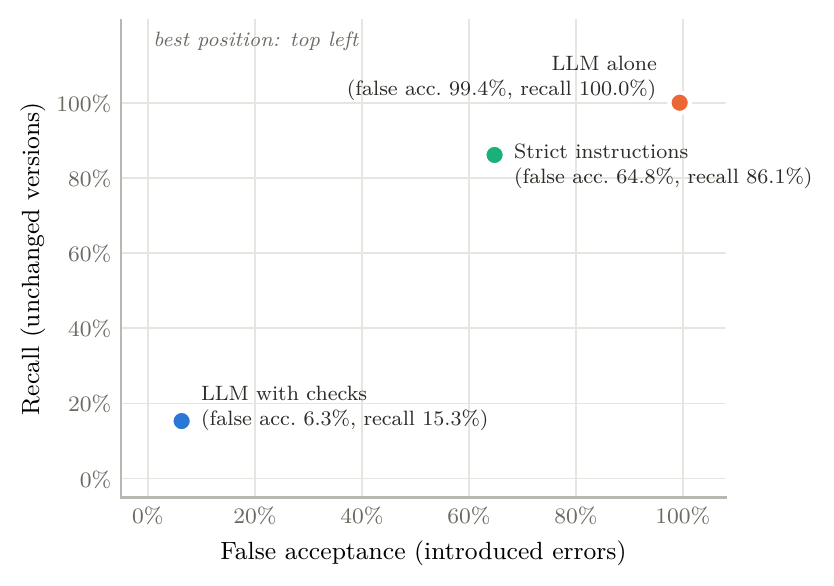 best position: top left
LLM alone
(false acc. 99.4%, recall 100.0%)
Strict instructions
(false acc. 64.8%, recall 86.1%)
LLM with checks
(false acc. 6.3%, recall 15.3%)
Recall (unchanged versions)
100%
80%
60%
40%
20%
0%
0% 20% 40% 60% 80% 100%
False acceptance (introduced errors)